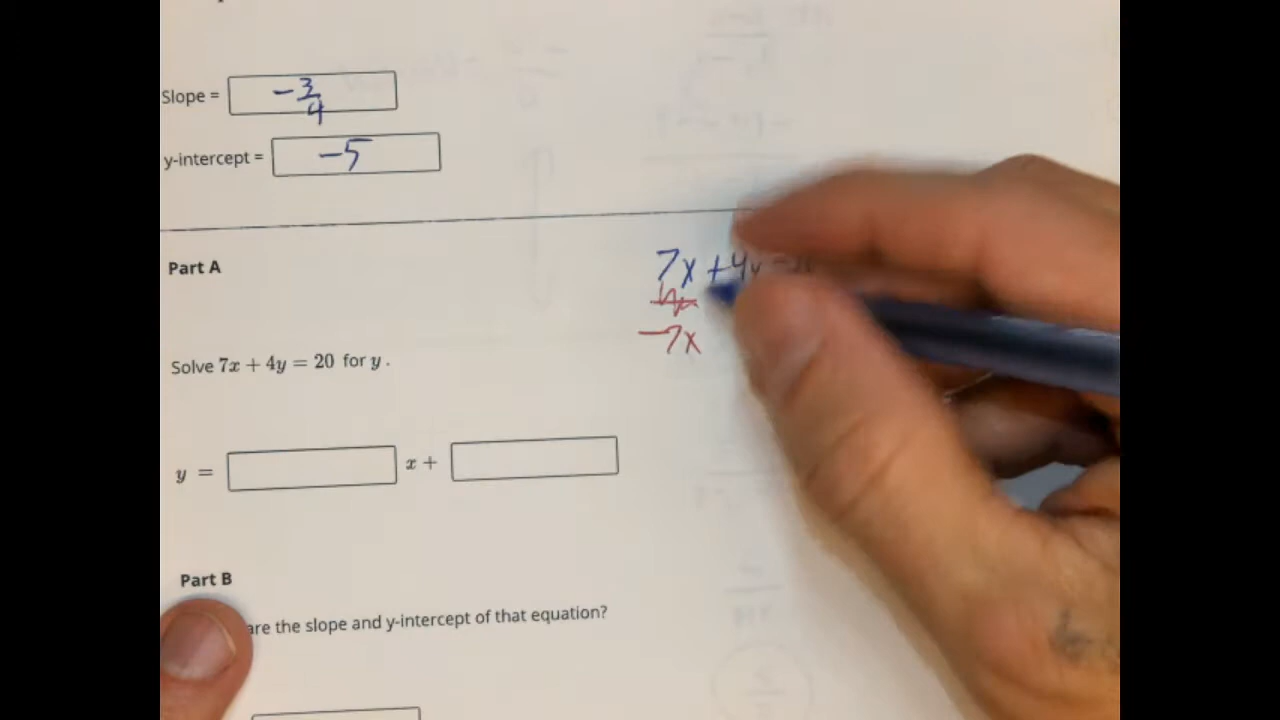 Slope = -3/4
y-intercept = -5
Part A
7x + 4y
-7x
Solve 7x + 4y = 20 for y.
y = x +
Part B
are the slope and y-intercept of that equation?